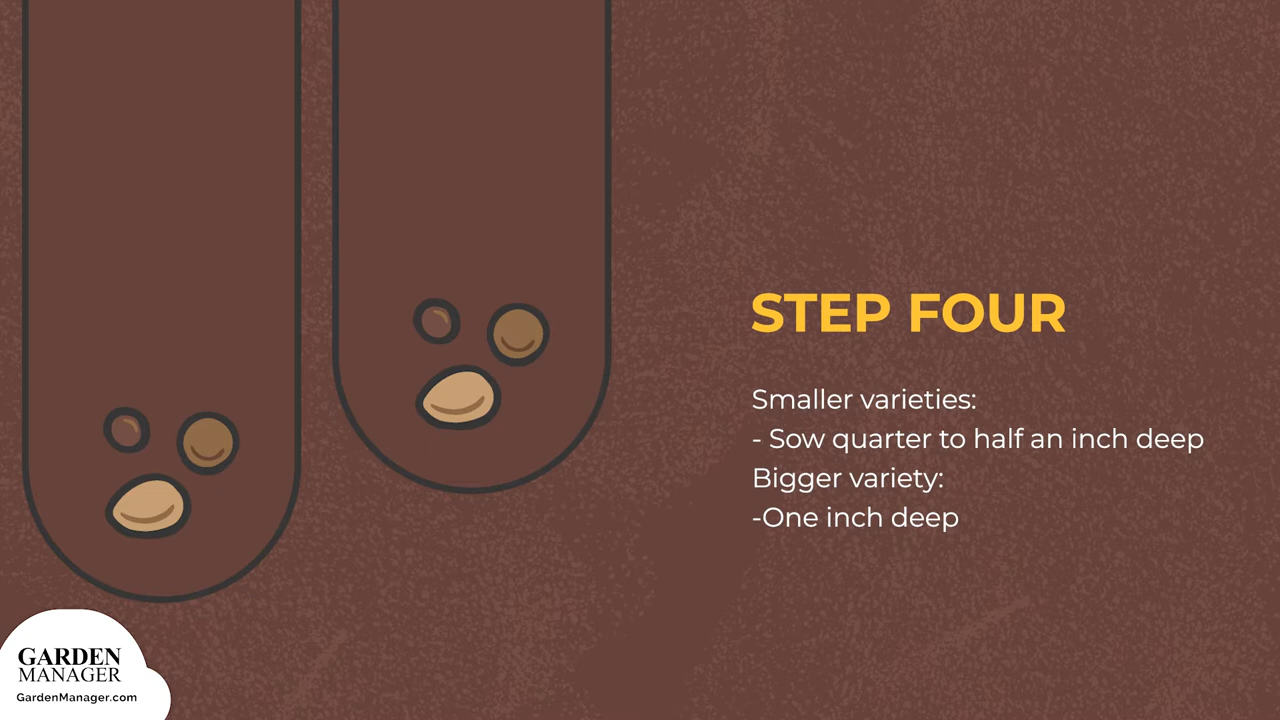 STEP FOUR
Smaller varieties:
- Sow quarter to half an inch deep
Bigger variety:
-One inch deep
GARDEN
MANAGER
GardenManager.com